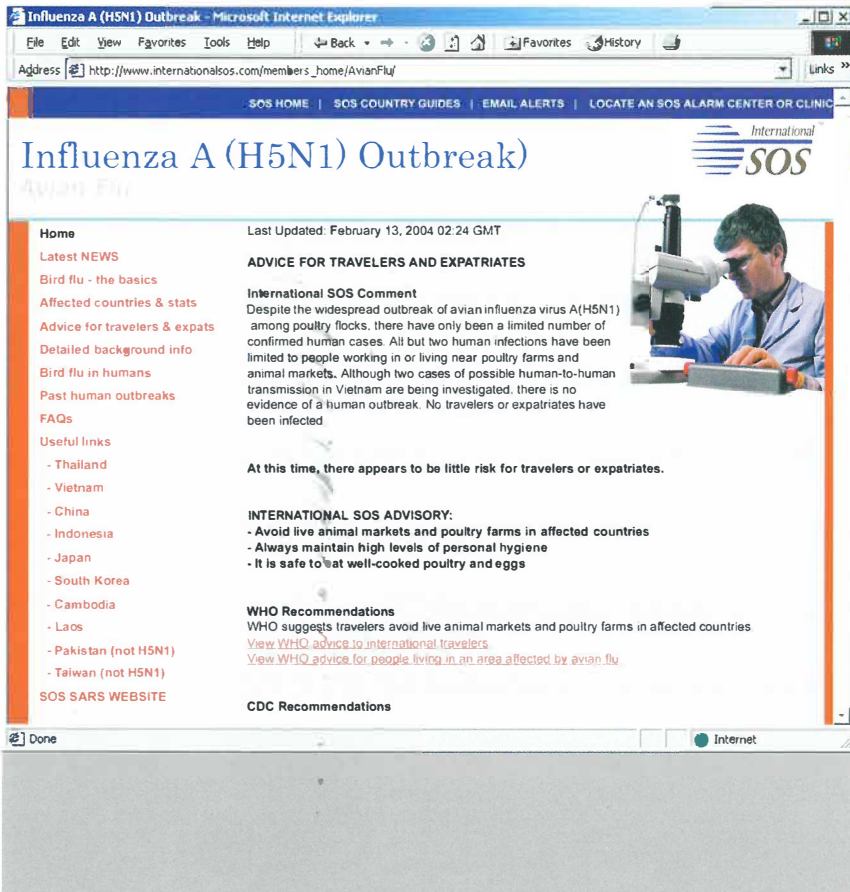 Influenza A (H5N1) Outbreak - Microsoft Internet Explorer
File Edit View Favorites Tools Help Back Favorites History
Address http://www.internationalsos.com/members_home/AvianFlu/ Links »
SOS HOME | SOS COUNTRY GUIDES | EMAIL ALERTS | LOCATE AN SOS ALARM CENTER OR CLINIC
International
SOS
Influenza A (H5N1) Outbreak)
Avian Flu
Home
Latest NEWS
Bird flu - the basics
Affected countries & stats
Advice for travelers & expats
Detailed background info
Bird flu in humans
Past human outbreaks
FAQs
Useful links
- Thailand
- Vietnam
- China
- Indonesia
- Japan
- South Korea
- Cambodia
- Laos
- Pakistan (not H5N1)
- Taiwan (not H5N1)
SOS SARS WEBSITE
Last Updated: February 13, 2004 02:24 GMT
ADVICE FOR TRAVELERS AND EXPATRIATES
International SOS Comment
Despite the widespread outbreak of avian influenza virus A(H5N1)
among poultry flocks, there have only been a limited number of
confirmed human cases. All but two human infections have been
limited to people working in or living near poultry farms and
animal markets. Although two cases of possible human-to-human
transmission in Vietnam are being investigated, there is no
evidence of a human outbreak. No travelers or expatriates have
been infected
At this time, there appears to be little risk for travelers or expatriates.
INTERNATIONAL SOS ADVISORY:
- Avoid live animal markets and poultry farms in affected countries
- Always maintain high levels of personal hygiene
- It is safe to eat well-cooked poultry and eggs
WHO Recommendations
WHO suggests travelers avoid live animal markets and poultry farms in affected countries.
View WHO advice to international travelers
View WHO advice for people living in an area affected by avian flu
CDC Recommendations
Done Internet